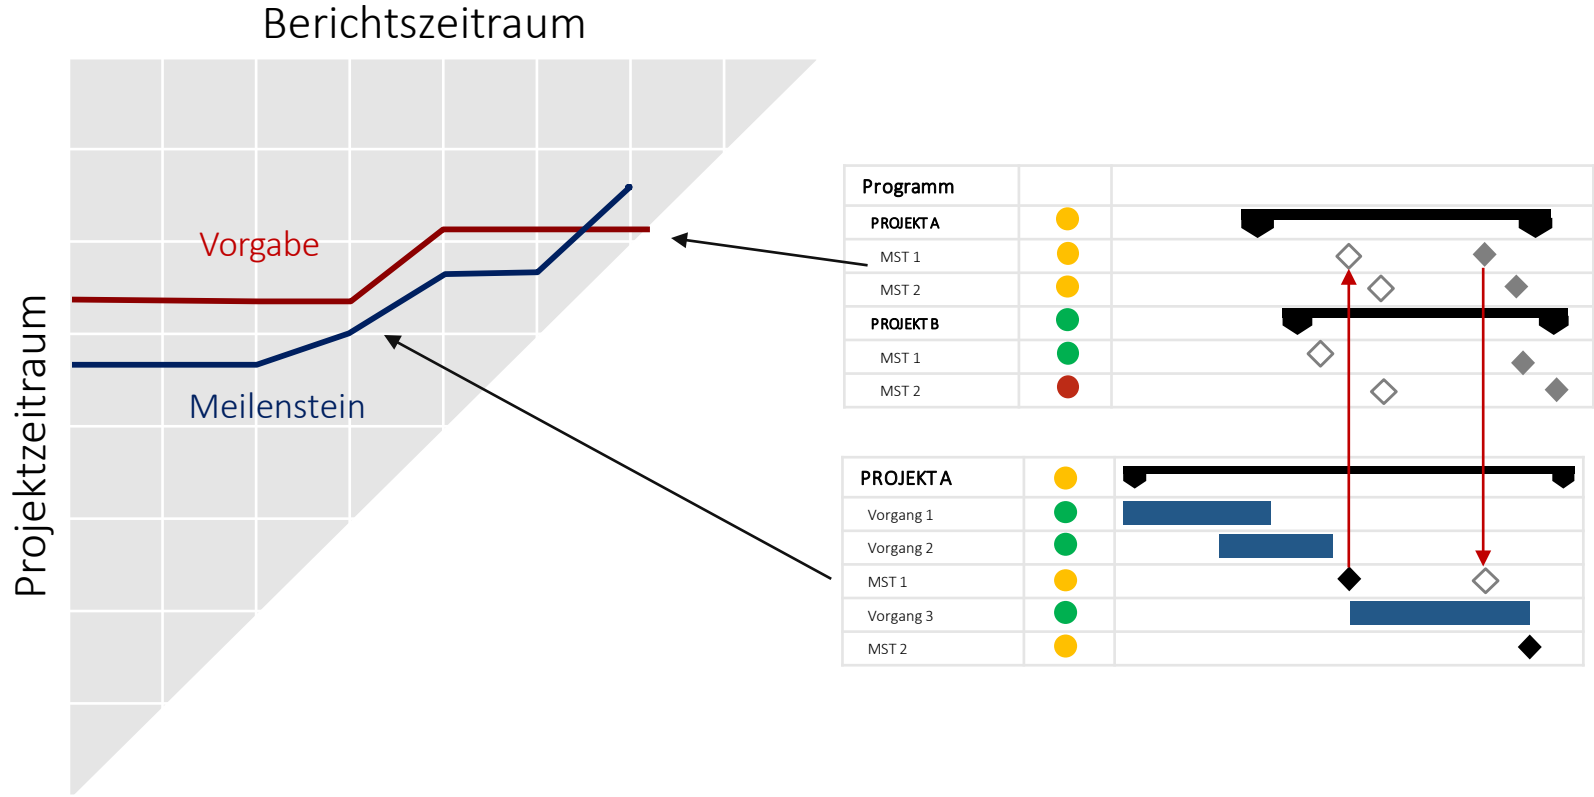 Berichtszeitraum
Projektzeitraum
Vorgabe
Meilenstein
Programm
PROJEKT A
MST 1
MST 2
PROJEKT B
MST 1
MST 2
PROJEKT A
Vorgang 1
Vorgang 2
MST 1
Vorgang 3
MST 2